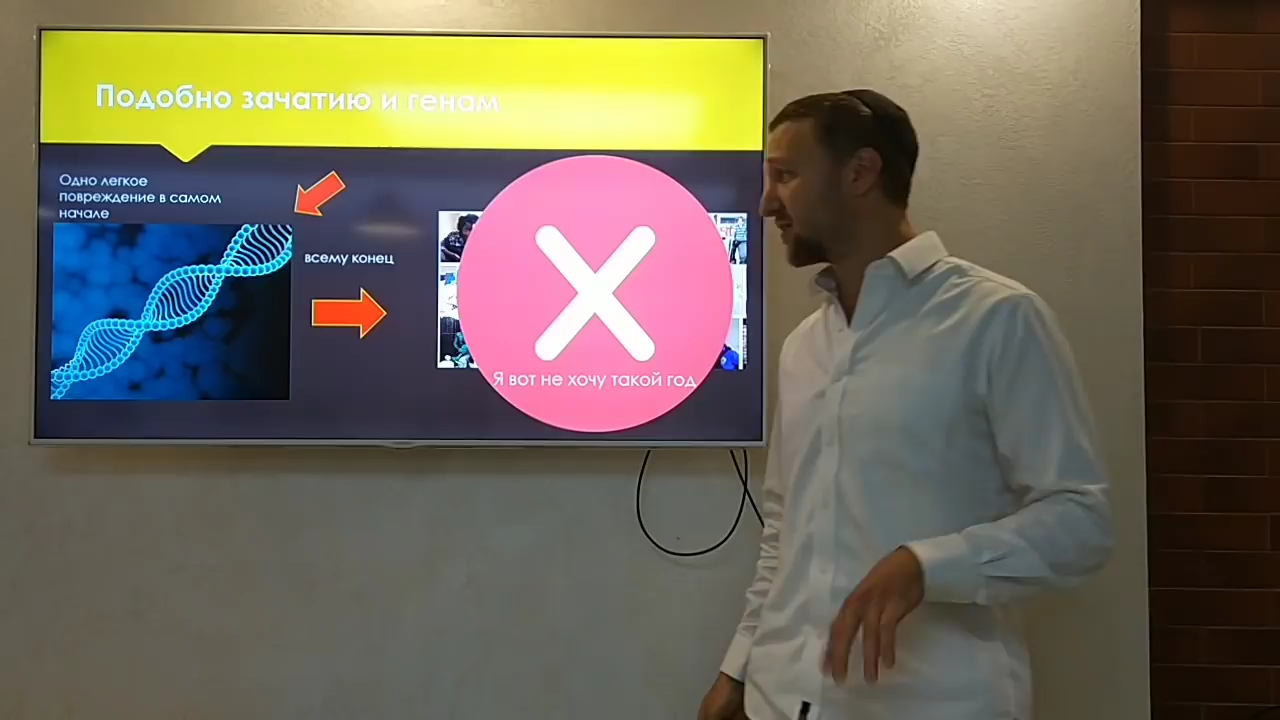 Подобно зачатию и генам
Одно легкое
повреждение в самом
начале
всему конец
Я вот не хочу такой год